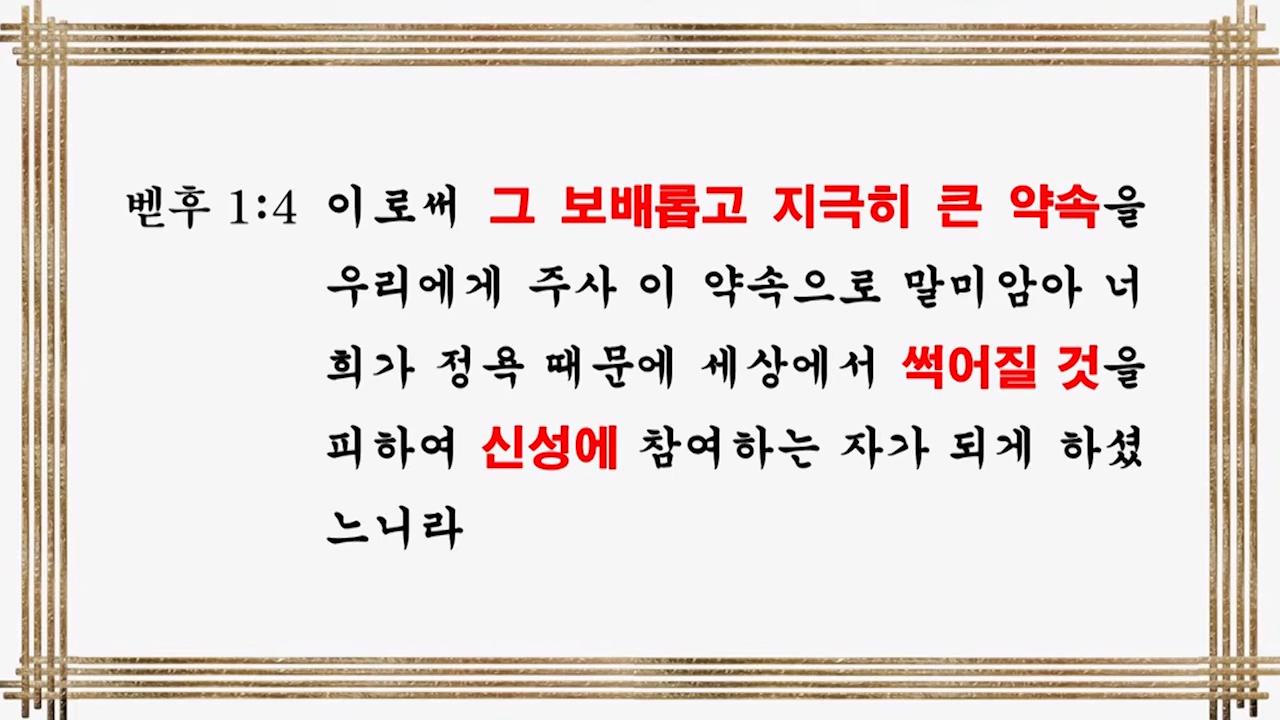 벧후 1:4 이로써 그 보배롭고 지극히 큰 약속을
우리에게 주사 이 약속으로 말미암아 너
희가 정욕 때문에 세상에서 썩어질 것을
피하여 신성에 참여하는 자가 되게 하셨
느니라